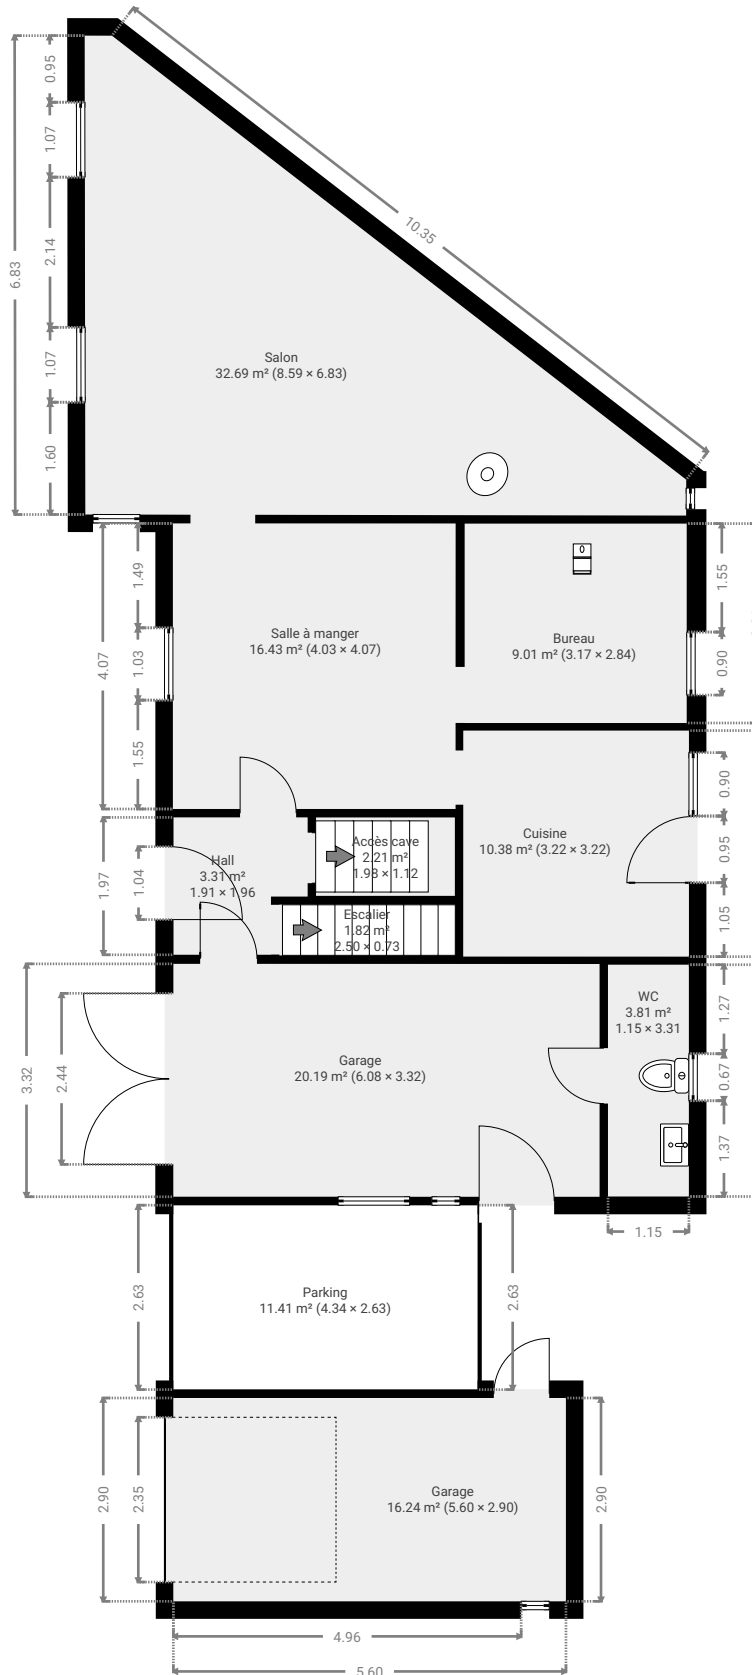 0.95
1.07
10.35
2.14
6.83
1.07
Salon
32.69 m² (8.59 × 6.83)
1.60
1.49
1.55
4.07
1.03
Salle à manger
16.43 m² (4.03 × 4.07)
Bureau
9.01 m² (3.17 × 2.84)
0.90
1.55
0.90
Cuisine
10.38 m² (3.22 × 3.22)
Accès cave
2.21 m²
1.98 × 1.12
Hall
3.31 m²
1.91 × 1.96
1.97
1.04
0.95
Escalier
1.82 m²
2.50 × 0.73
1.05
WC
3.81 m²
1.15 × 3.31
1.27
Garage
20.19 m² (6.08 × 3.32)
3.32
2.44
0.67
1.37
1.15
Parking
11.41 m² (4.34 × 2.63)
2.63
2.63
Garage
16.24 m² (5.60 × 2.90)
2.90
2.35
2.90
4.96
5.60